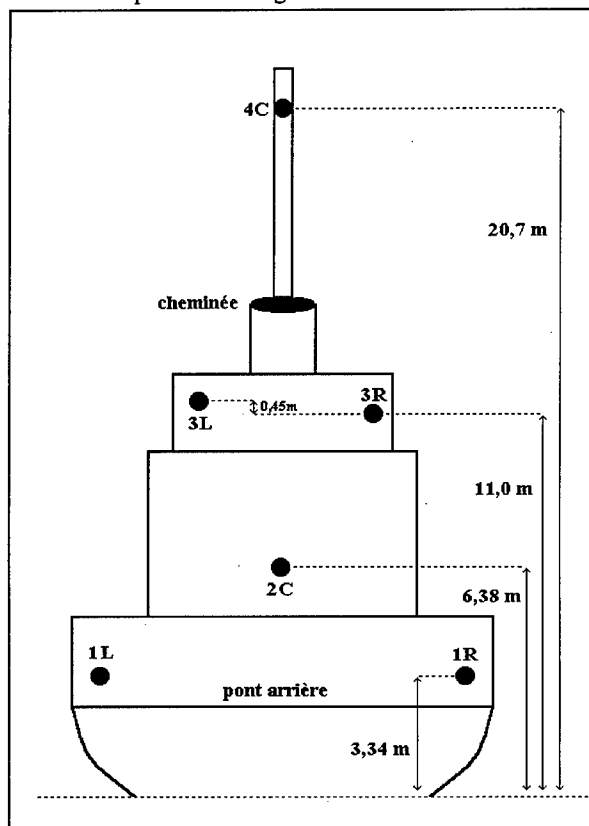 4C
20,7 m
cheminée
3R
0,45m
3L
11,0 m
2C
6,38 m
1L
1R
pont arrière
3,34 m